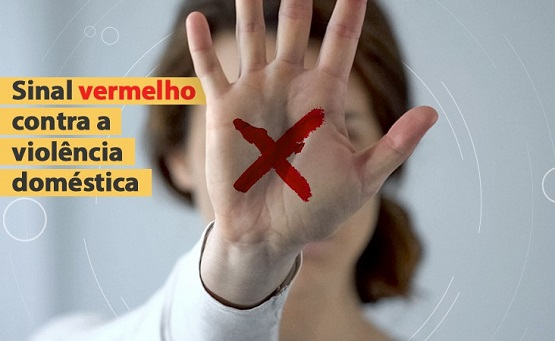 Sinal vermelho
contra a
violência
doméstica